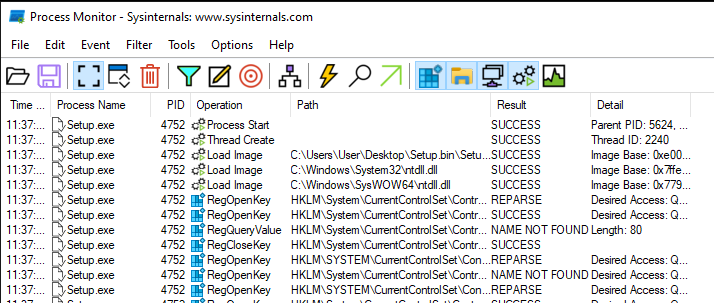 Process Monitor - Sysinternals: www.sysinternals.com
File Edit Event Filter Tools Options Help
Time ... Process Name PID Operation Path Result Detail
11:37:... Setup.exe 4752 Process Start SUCCESS Parent PID: 5624, ...
11:37:... Setup.exe 4752 Thread Create SUCCESS Thread ID: 2240
11:37:... Setup.exe 4752 Load Image C:\Users\User\Desktop\Setup.bin\Setu... SUCCESS Image Base: 0xe00...
11:37:... Setup.exe 4752 Load Image C:\Windows\System32\ntdll.dll SUCCESS Image Base: 0x7ffe...
11:37:... Setup.exe 4752 Load Image C:\Windows\SysWOW64\ntdll.dll SUCCESS Image Base: 0x779...
11:37:... Setup.exe 4752 RegOpenKey HKLM\System\CurrentControlSet\Contr... REPARSE Desired Access: Q...
11:37:... Setup.exe 4752 RegOpenKey HKLM\System\CurrentControlSet\Contr... SUCCESS Desired Access: Q...
11:37:... Setup.exe 4752 RegQueryValue HKLM\System\CurrentControlSet\Contr... NAME NOT FOUND Length: 80
11:37:... Setup.exe 4752 RegCloseKey HKLM\System\CurrentControlSet\Contr... SUCCESS
11:37:... Setup.exe 4752 RegOpenKey HKLM\SYSTEM\CurrentControlSet\Con... REPARSE Desired Access: Q...
11:37:... Setup.exe 4752 RegOpenKey HKLM\System\CurrentControlSet\Contr... NAME NOT FOUND Desired Access: Q...
11:37:... Setup.exe 4752 RegOpenKey HKLM\SYSTEM\CurrentControlSet\Con... REPARSE Desired Access: Q...